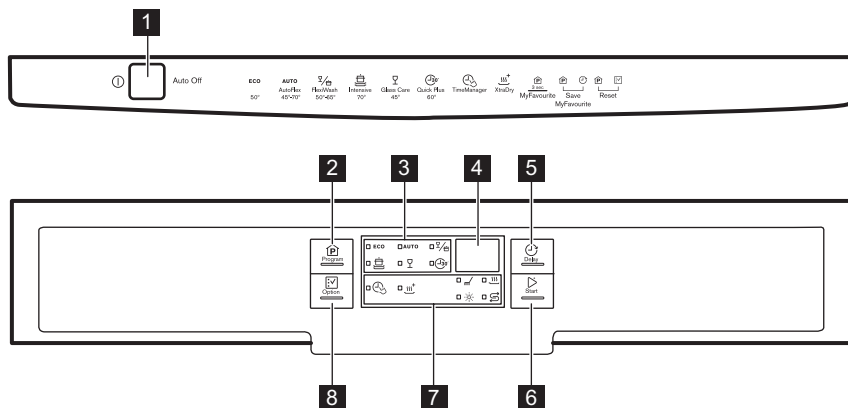 1
Auto Off
ECO
50°
AUTO
AutoFlex
45°-70°
FlexiWash
50°-65°
Intensive
70°
Glass Care
45°
Quick Plus
60°
TimeManager
XtraDry
3 sec.
MyFavourite
Save
MyFavourite
Reset
2
3
4
5
Program
ECO
AUTO
30'
Delay
Option
Start
8
7
6